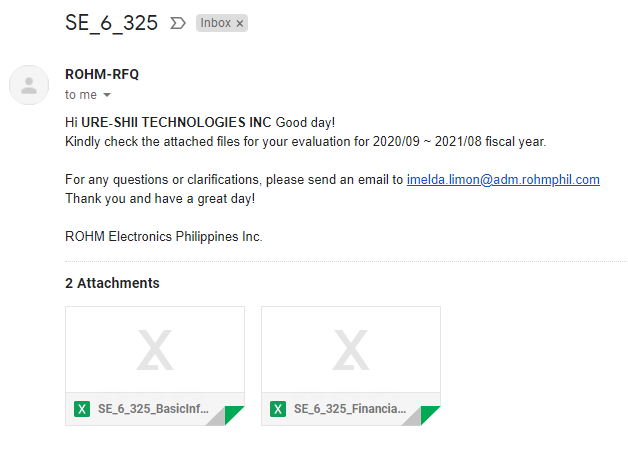 SE_6_325 Inbox ×
ROHM-RFQ
to me
Hi URE-SHII TECHNOLOGIES INC Good day!
Kindly check the attached files for your evaluation for 2020/09 ~ 2021/08 fiscal year.
For any questions or clarifications, please send an email to imelda.limon@adm.rohmphil.com
Thank you and have a great day!
ROHM Electronics Philippines Inc.
2 Attachments
X SE_6_325_BasicInf... X SE_6_325_Financia...